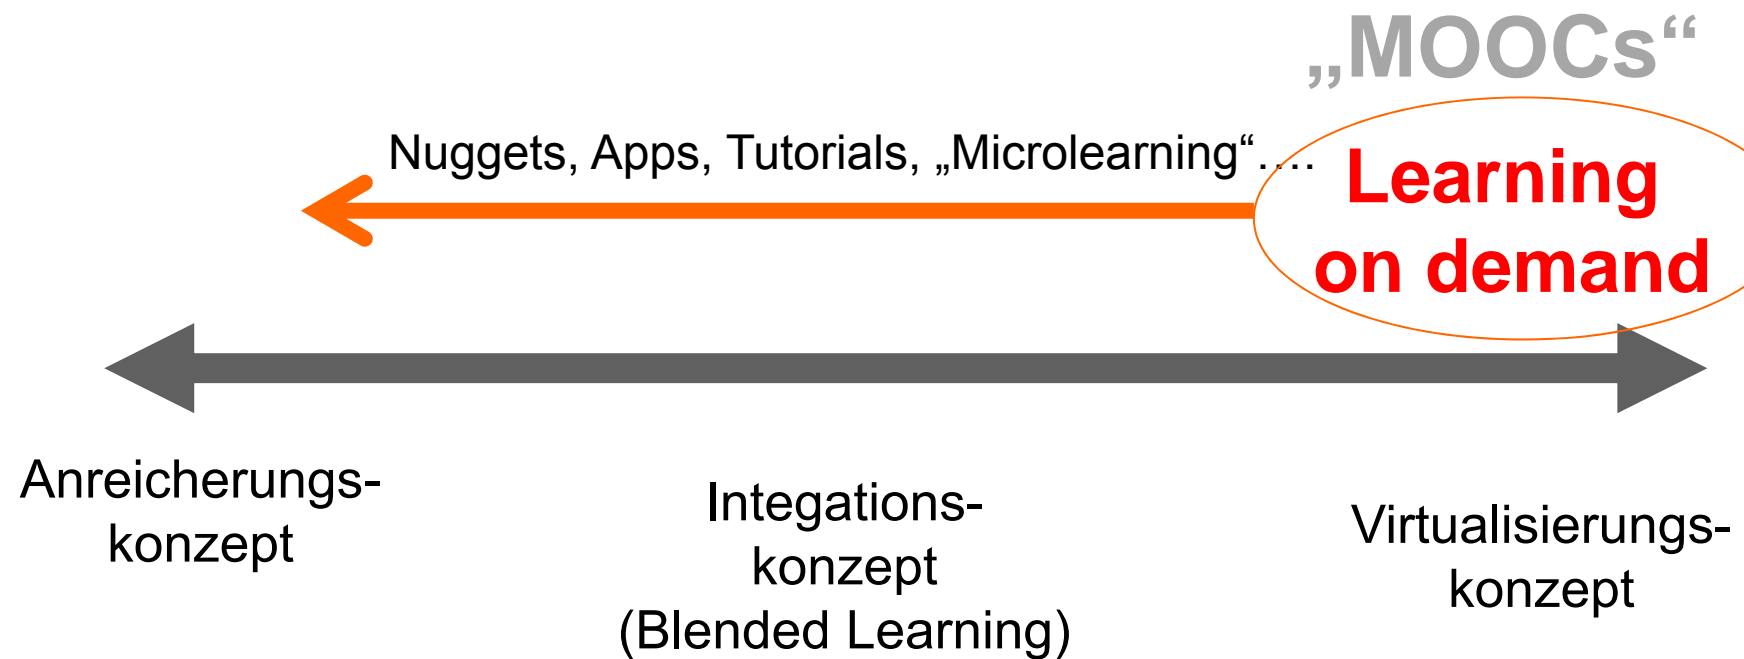 „MOOCs“
Nuggets, Apps, Tutorials, „Microlearning“….
Learning
on demand
Anreicherungs-
konzept
Integations-
konzept
(Blended Learning)
Virtualisierungs-
konzept